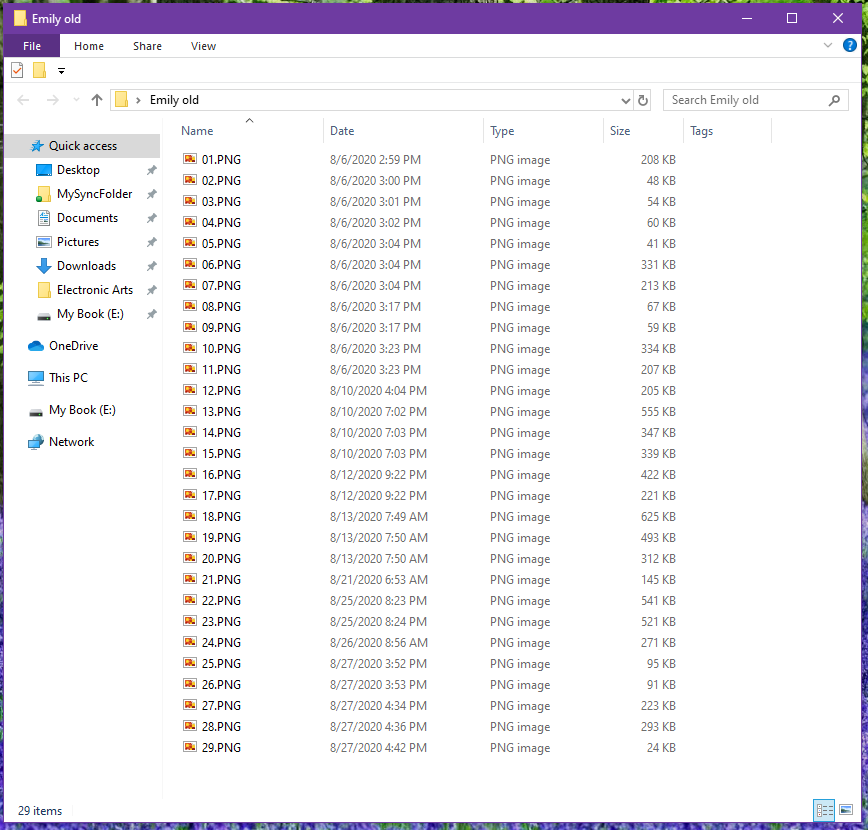 Emily old
File Home Share View
?
Emily old
Search Emily old
Name Date Type Size Tags
Quick access
Desktop
MySyncFolder
Documents
Pictures
Downloads
Electronic Arts
My Book (E:)
OneDrive
This PC
My Book (E:)
Network
01.PNG 8/6/2020 2:59 PM PNG image 208 KB
02.PNG 8/6/2020 3:00 PM PNG image 48 KB
03.PNG 8/6/2020 3:01 PM PNG image 54 KB
04.PNG 8/6/2020 3:02 PM PNG image 60 KB
05.PNG 8/6/2020 3:04 PM PNG image 41 KB
06.PNG 8/6/2020 3:04 PM PNG image 331 KB
07.PNG 8/6/2020 3:04 PM PNG image 213 KB
08.PNG 8/6/2020 3:17 PM PNG image 67 KB
09.PNG 8/6/2020 3:17 PM PNG image 59 KB
10.PNG 8/6/2020 3:23 PM PNG image 334 KB
11.PNG 8/6/2020 3:23 PM PNG image 207 KB
12.PNG 8/10/2020 4:04 PM PNG image 205 KB
13.PNG 8/10/2020 7:02 PM PNG image 555 KB
14.PNG 8/10/2020 7:03 PM PNG image 347 KB
15.PNG 8/10/2020 7:03 PM PNG image 339 KB
16.PNG 8/12/2020 9:22 PM PNG image 422 KB
17.PNG 8/12/2020 9:22 PM PNG image 221 KB
18.PNG 8/13/2020 7:49 AM PNG image 625 KB
19.PNG 8/13/2020 7:50 AM PNG image 493 KB
20.PNG 8/13/2020 7:50 AM PNG image 312 KB
21.PNG 8/21/2020 6:53 AM PNG image 145 KB
22.PNG 8/25/2020 8:23 PM PNG image 541 KB
23.PNG 8/25/2020 8:24 PM PNG image 521 KB
24.PNG 8/26/2020 8:56 AM PNG image 271 KB
25.PNG 8/27/2020 3:52 PM PNG image 95 KB
26.PNG 8/27/2020 3:53 PM PNG image 91 KB
27.PNG 8/27/2020 4:34 PM PNG image 223 KB
28.PNG 8/27/2020 4:36 PM PNG image 293 KB
29.PNG 8/27/2020 4:42 PM PNG image 24 KB
29 items